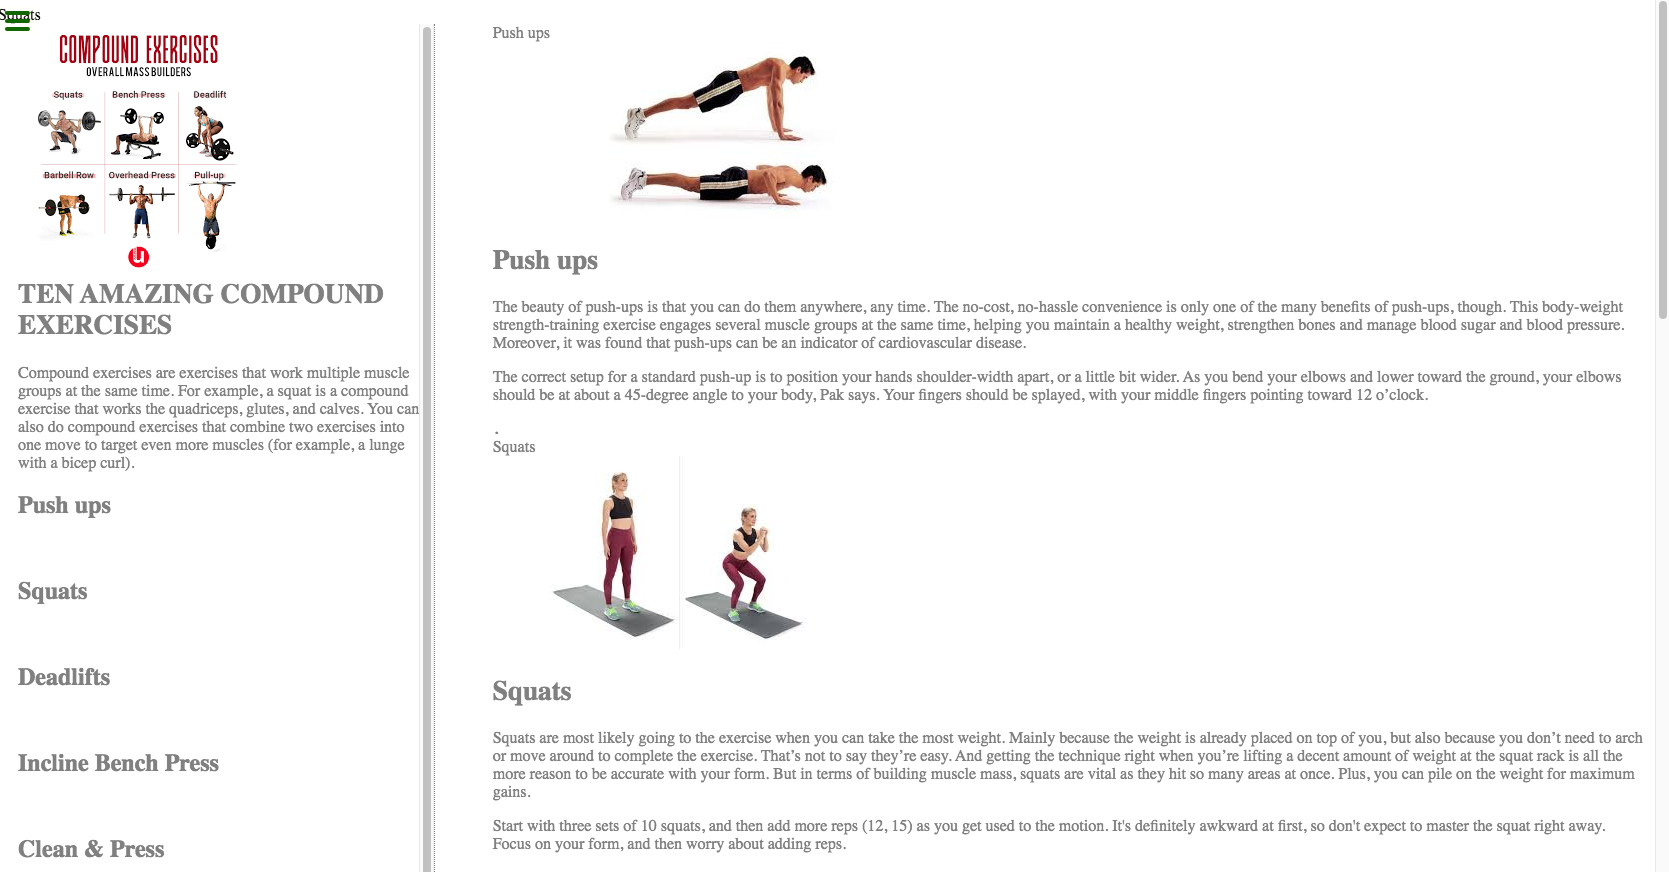 Squats
COMPOUND EXERCISES
OVERALL MASS BUILDERS
Squats Bench Press Deadlift
Barbell Row Overhead Press Pull-up
u
TEN AMAZING COMPOUND
EXERCISES
Compound exercises are exercises that work multiple muscle
groups at the same time. For example, a squat is a compound
exercise that works the quadriceps, glutes, and calves. You can
also do compound exercises that combine two exercises into
one move to target even more muscles (for example, a lunge
with a bicep curl).
Push ups
Squats
Deadlifts
Incline Bench Press
Clean & Press
Push ups
Push ups
The beauty of push-ups is that you can do them anywhere, any time. The no-cost, no-hassle convenience is only one of the many benefits of push-ups, though. This body-weight
strength-training exercise engages several muscle groups at the same time, helping you maintain a healthy weight, strengthen bones and manage blood sugar and blood pressure.
Moreover, it was found that push-ups can be an indicator of cardiovascular disease.
The correct setup for a standard push-up is to position your hands shoulder-width apart, or a little bit wider. As you bend your elbows and lower toward the ground, your elbows
should be at about a 45-degree angle to your body, Pak says. Your fingers should be splayed, with your middle fingers pointing toward 12 o’clock.
.
Squats
Squats
Squats are most likely going to the exercise when you can take the most weight. Mainly because the weight is already placed on top of you, but also because you don’t need to arch
or move around to complete the exercise. That’s not to say they’re easy. And getting the technique right when you’re lifting a decent amount of weight at the squat rack is all the
more reason to be accurate with your form. But in terms of building muscle mass, squats are vital as they hit so many areas at once. Plus, you can pile on the weight for maximum
gains.
Start with three sets of 10 squats, and then add more reps (12, 15) as you get used to the motion. It's definitely awkward at first, so don't expect to master the squat right away.
Focus on your form, and then worry about adding reps.